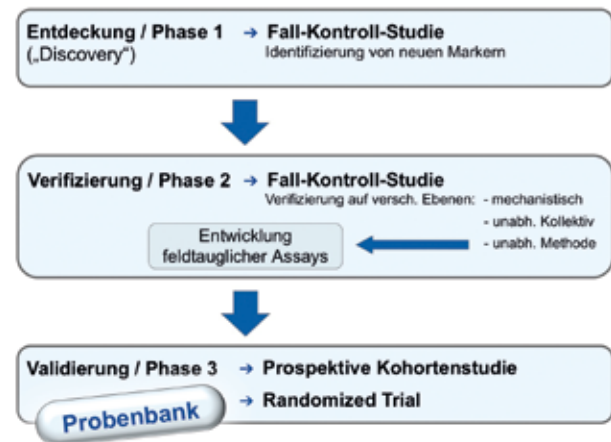 Entdeckung / Phase 1 → Fall-Kontroll-Studie
(„Discovery") Identifizierung von neuen Markern
Verifizierung / Phase 2 → Fall-Kontroll-Studie
Verifizierung auf versch. Ebenen: - mechanistisch
- unabh. Kollektiv
- unabh. Methode
Entwicklung
feldtauglicher Assays
Validierung / Phase 3 → Prospektive Kohortenstudie
→ Randomized Trial
Probenbank